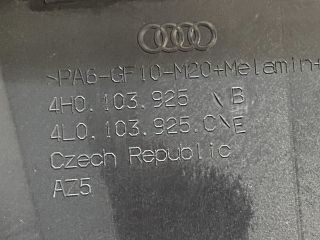 >PA6-GF10-M20+Melamin+
4H0.103.925 \B
4L0.103.925.C\E
Czech Republic
AZ5